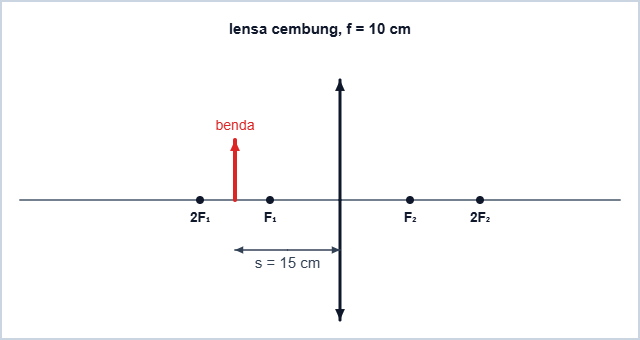 lensa cembung, f = 10 cm
benda
2F₁ F₁ F₂ 2F₂
s = 15 cm